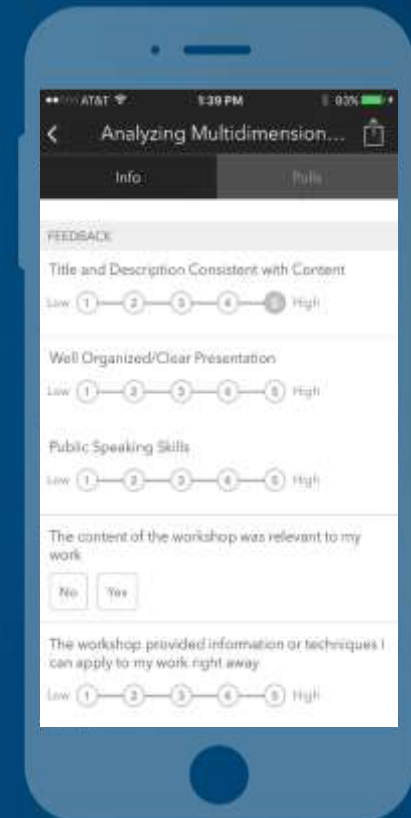 AT&T 1:39 PM 93%
Analyzing Multidimension...
Info Polls
FEEDBACK
Title and Description Consistent with Content
Low 1 2 3 4 5 High
Well Organized/Clear Presentation
Low 1 2 3 4 5 High
Public Speaking Skills
Low 1 2 3 4 5 High
The content of the workshop was relevant to my
work
No Yes
The workshop provided information or techniques I
can apply to my work right away
Low 1 2 3 4 5 High